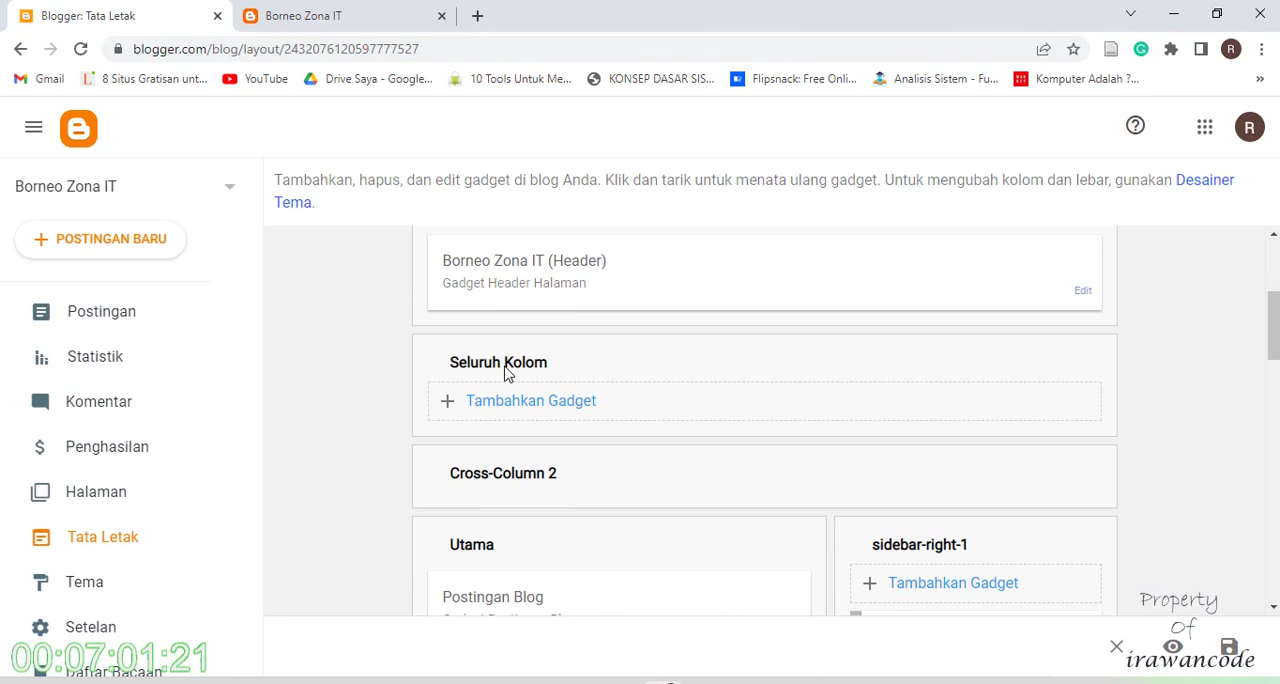 Blogger: Tata Letak
Borneo Zona IT
blogger.com/blog/layout/2432076120597777527
R
Gmail
8 Situs Gratisan unt...
YouTube
Drive Saya - Google...
10 Tools Untuk Me...
KONSEP DASAR SIS...
Flipsnack: Free Onli...
Analisis Sistem - Fu...
Komputer Adalah ?...
»
R
Borneo Zona IT
Tambahkan, hapus, dan edit gadget di blog Anda. Klik dan tarik untuk menata ulang gadget. Untuk mengubah kolom dan lebar, gunakan Desainer
Tema.
+ POSTINGAN BARU
Postingan
Statistik
Komentar
Penghasilan
Halaman
Tata Letak
Tema
Setelan
Daftar Bacaan
Borneo Zona IT (Header)
Gadget Header Halaman
Edit
Seluruh Kolom
+ Tambahkan Gadget
Cross-Column 2
Utama
Postingan Blog
sidebar-right-1
+ Tambahkan Gadget
00:07:01:21
Property
Of
irawancode